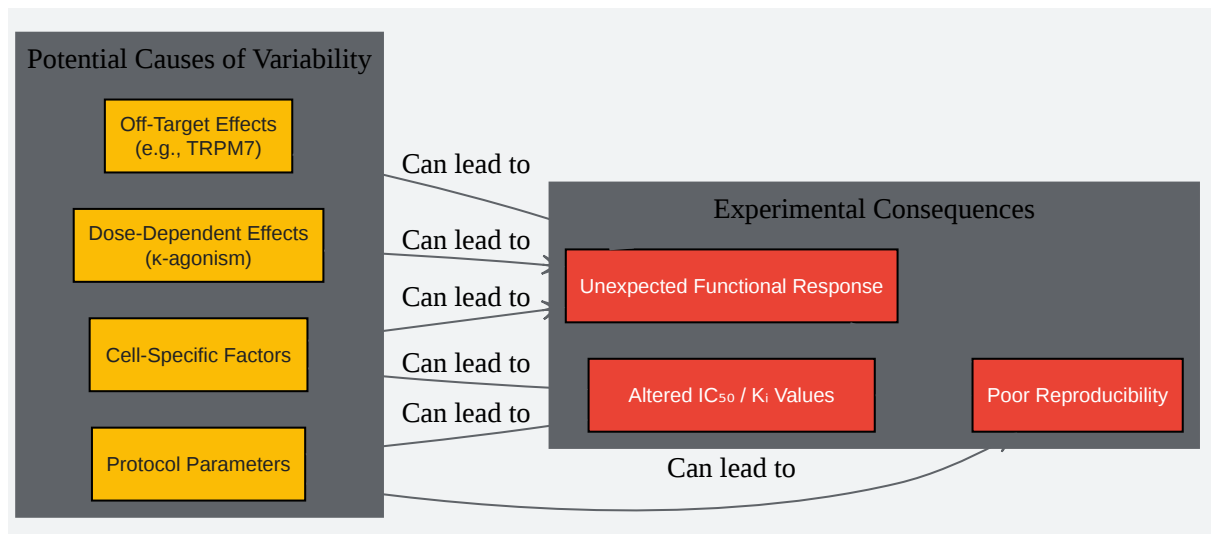 Potential Causes of Variability
Off-Target Effects
(e.g., TRPM7)
Dose-Dependent Effects
(κ-agonism)
Cell-Specific Factors
Protocol Parameters
Can lead to
Can lead to
Can lead to
Can lead to
Can lead to
Can lead to
Experimental Consequences
Unexpected Functional Response
Altered IC₅₀ / Kᵢ Values
Poor Reproducibility